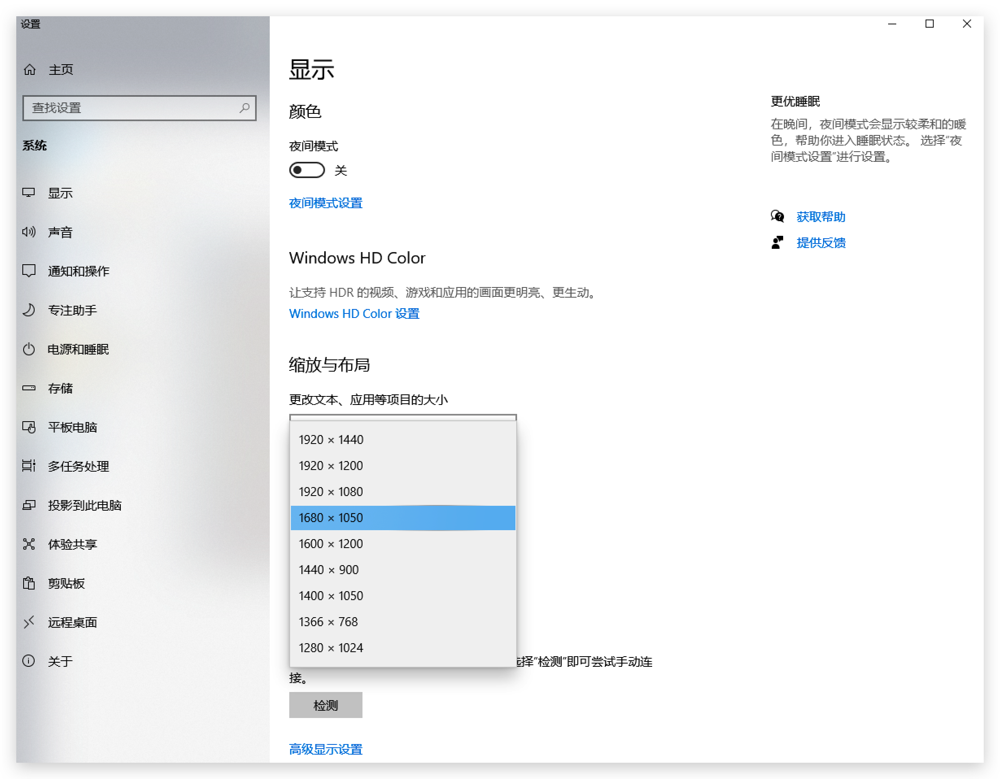 设置
主页
查找设置
系统
显示
声音
通知和操作
专注助手
电源和睡眠
存储
平板电脑
多任务处理
投影到此电脑
体验共享
剪贴板
远程桌面
关于
显示
颜色
夜间模式
关
夜间模式设置
Windows HD Color
让支持 HDR 的视频、游戏和应用的画面更明亮、更生动。
Windows HD Color 设置
缩放与布局
更改文本、应用等项目的大小
1920 × 1440
1920 × 1200
1920 × 1080
1680 × 1050
1600 × 1200
1440 × 900
1400 × 1050
1366 × 768
1280 × 1024
择“检测”即可尝试手动连
接。
检测
高级显示设置
更优睡眠
在晚间，夜间模式会显示较柔和的暖
色，帮助你进入睡眠状态。 选择“夜
间模式设置”进行设置。
获取帮助
提供反馈